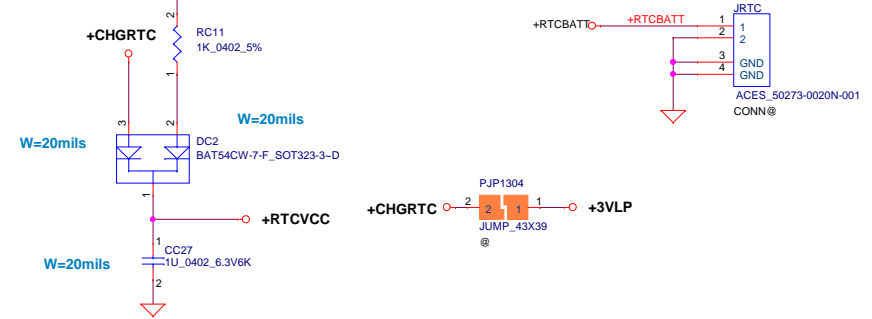 2
RC11
1K_0402_5%
1
+CHGRTC
3
2
W=20mils
W=20mils
DC2
BAT54CW-7-F_SOT323-3~D
1
+RTCVCC
1
CC27
1U_0402_6.3V6K
2
W=20mils
PJP1304
+CHGRTC
2
2
1
1
+3VLP
JUMP_43X39
@
JRTC
+RTCBATT
+RTCBATT
1
1
2
2
3
GND
4
GND
ACES_50273-0020N-001
CONN@